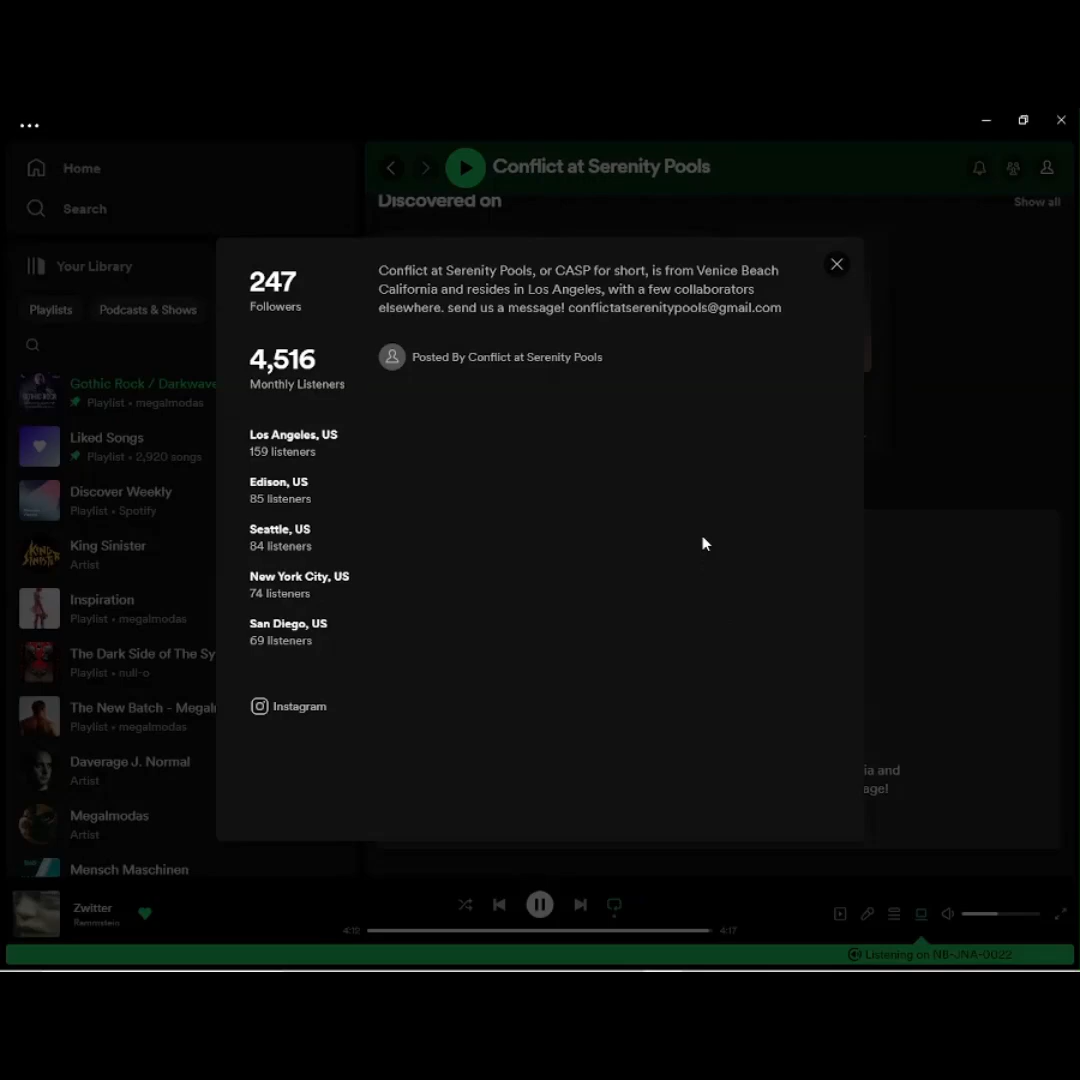 Home
Search
Your Library
Playlists
Podcasts & Shows
Gothic Rock / Darkwave
Playlist • megalmodas
Liked Songs
Playlist • 2,920 songs
Discover Weekly
Playlist • Spotify
King Sinister
Artist
Inspiration
Playlist • megalmodas
The Dark Side of The Sy
Playlist • null-o
The New Batch - Megal
Playlist • megalmodas
Daverage J. Normal
Artist
Megalmodas
Artist
Mensch Maschinen
Conflict at Serenity Pools
Discovered on
Show all
247
Followers
4,516
Monthly Listeners
Los Angeles, US
159 listeners
Edison, US
85 listeners
Seattle, US
84 listeners
New York City, US
74 listeners
San Diego, US
69 listeners
Instagram
Conflict at Serenity Pools, or CASP for short, is from Venice Beach
California and resides in Los Angeles, with a few collaborators
elsewhere. send us a message! conflictatserenitypools@gmail.com
Posted By Conflict at Serenity Pools
ia and
age!
Zwitter
Rammstein
4:12
4:17
Listening on NB-JNA-0022